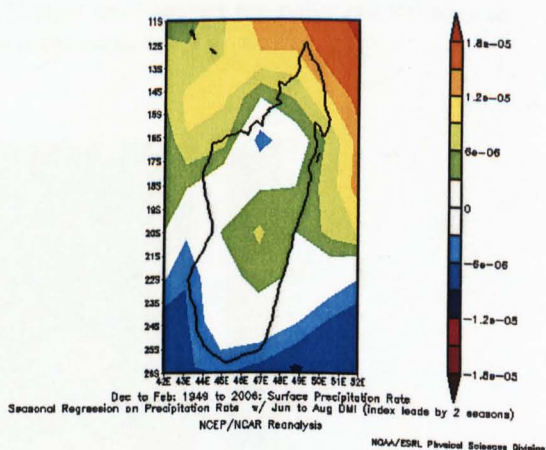 11S
12S
13S
14S
15S
16S
17S
18S
19S
20S
21S
22S
23S
24S
25S
26S
42E 43E 44E 45E 46E 47E 48E 49E 50E 51E 52E
1.8e-05
1.2e-05
6e-06
0
-6e-06
-1.2e-05
-1.8e-05
Dec to Feb: 1949 to 2006: Surface Precipitation Rate
Seasonal Regression on Precipitation Rate w/ Jun to Aug DMI (index leads by 2 seasons)
NCEP/NCAR Reanalysis
NOAA/ESRL Physical Sciences Division